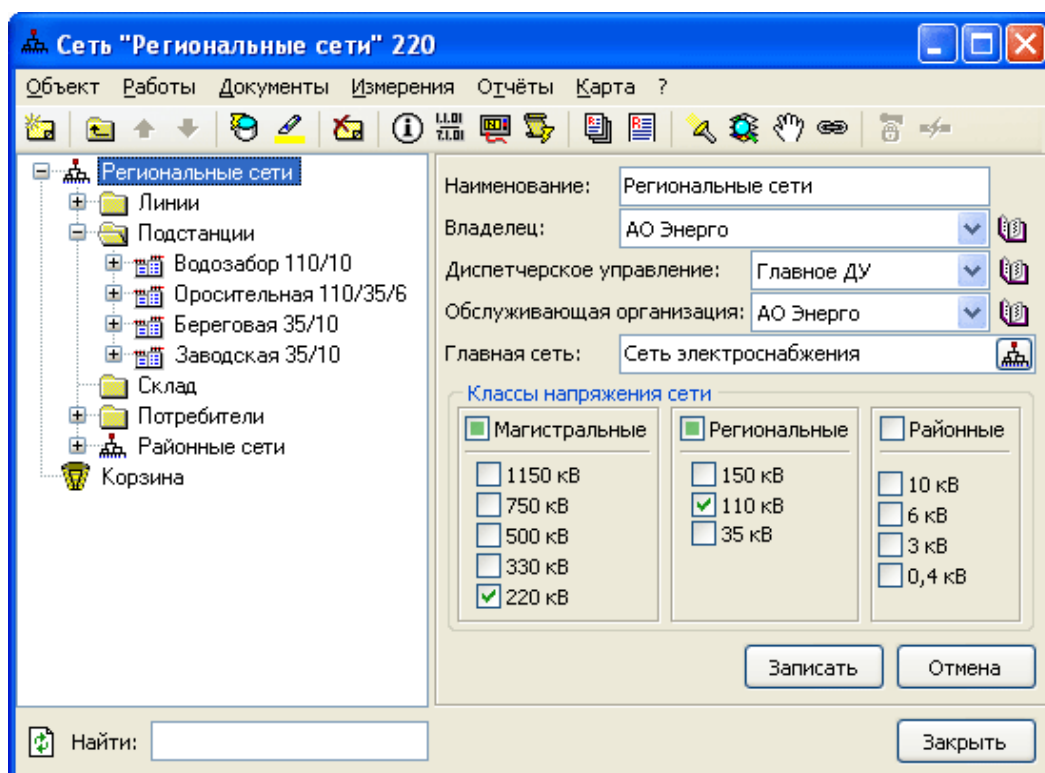 Сеть "Региональные сети" 220
Объект Работы Документы Измерения Отчёты Карта ?
Региональные сети
Линии
Подстанции
Водозабор 110/10
Оросительная 110/35/6
Береговая 35/10
Заводская 35/10
Склад
Потребители
Районные сети
Корзина
Наименование: Региональные сети
Владелец: АО Энерго
Диспетчерское управление: Главное ДУ
Обслуживающая организация: АО Энерго
Главная сеть: Сеть электроснабжения
Классы напряжения сети
Магистральные
1150 кВ
750 кВ
500 кВ
330 кВ
220 кВ
Региональные
150 кВ
110 кВ
35 кВ
Районные
10 кВ
6 кВ
3 кВ
0,4 кВ
Записать Отмена
Найти: Закрыть